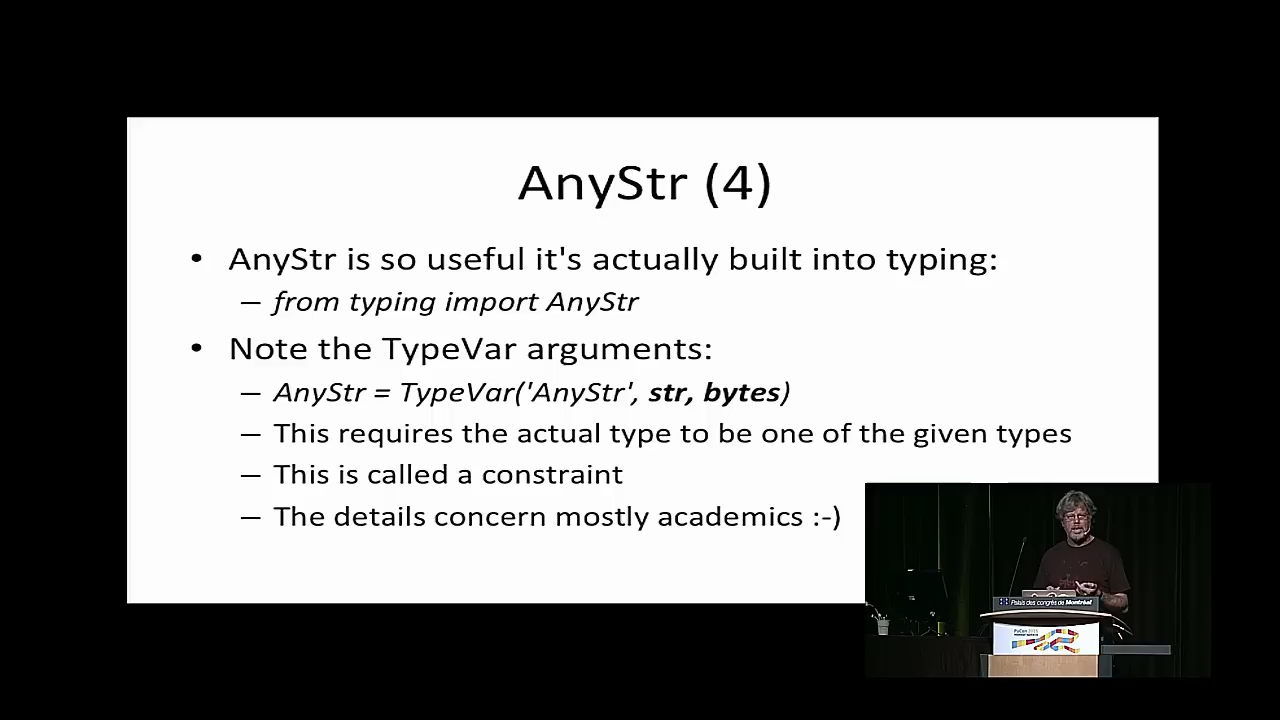 AnyStr (4)
• AnyStr is so useful it's actually built into typing:
– from typing import AnyStr
• Note the TypeVar arguments:
– AnyStr = TypeVar('AnyStr', str, bytes)
– This requires the actual type to be one of the given types
– This is called a constraint
– The details concern mostly academics :-)
Palais des congrès de Montréal
PyCon 2015